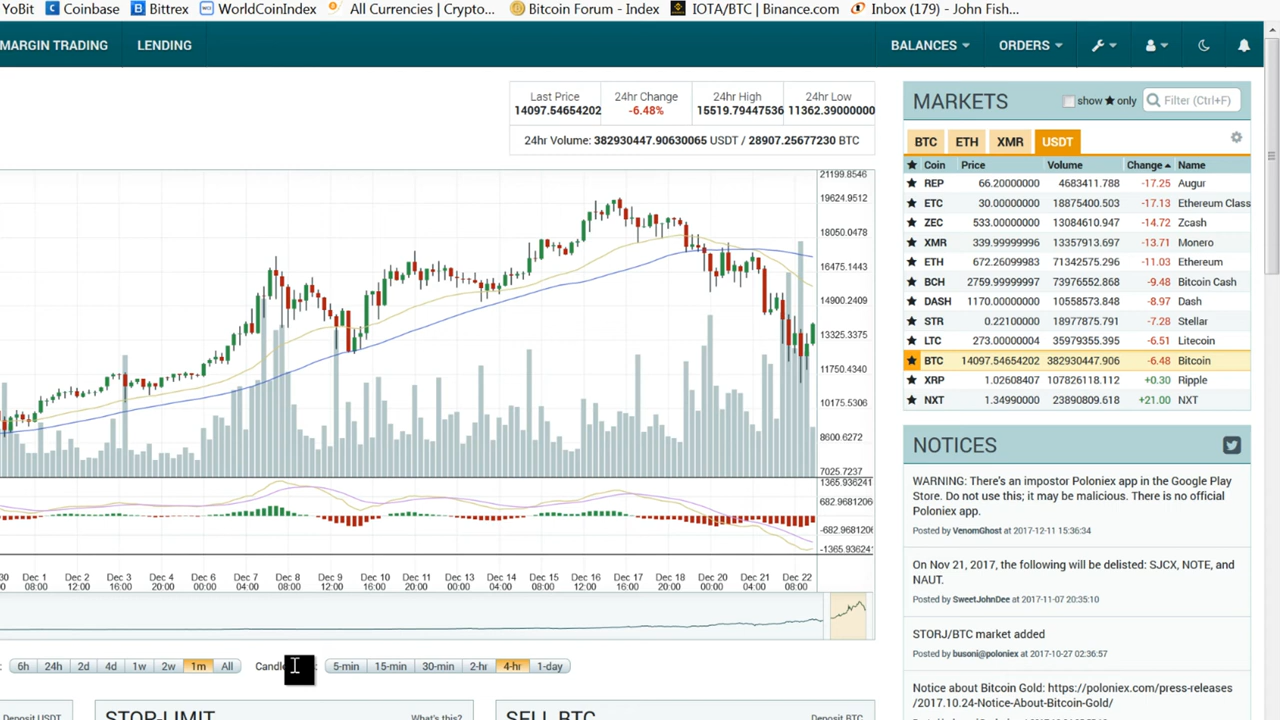 YoBit Coinbase Bittrex WorldCoinIndex All Currencies | Crypto... Bitcoin Forum - Index IOTA/BTC | Binance.com Inbox (179) - John Fish...
MARGIN TRADING LENDING BALANCES ORDERS
Last Price 24hr Change 24hr High 24hr Low
14097.54654202 -6.48% 15519.79447536 11362.39000000
24hr Volume: 382930447.90630065 USDT / 28907.25677230 BTC
21199.8546
19624.9512
18050.0478
16475.1443
14900.2409
13325.3375
11750.4340
10175.5306
8600.6272
7025.7237
1365.936241
682.9681206
-682.9681206
-1365.936241
30 Dec 1 Dec 2 Dec 3 Dec 4 Dec 6 Dec 7 Dec 8 Dec 9 Dec 10 Dec 11 Dec 13 Dec 14 Dec 15 Dec 16 Dec 17 Dec 18 Dec 20 Dec 21 Dec 22
08:00 12:00 16:00 20:00 00:00 04:00 08:00 12:00 16:00 20:00 00:00 04:00 08:00 12:00 16:00 20:00 00:00 04:00 08:00
6h 24h 2d 4d 1w 2w 1m All Candle 5-min 15-min 30-min 2-hr 4-hr 1-day
Deposit USDT STOP-LIMIT What's this? SELL BTC Deposit BTC
MARKETS show ★ only Filter (Ctrl+F)
BTC ETH XMR USDT
★ Coin Price Volume Change Name
★ REP 66.20000000 4683411.788 -17.25 Augur
★ ETC 30.00000000 18875400.503 -17.13 Ethereum Class
★ ZEC 533.00000000 13084610.947 -14.72 Zcash
★ XMR 339.99999996 13357913.697 -13.71 Monero
★ ETH 672.26099983 71342575.296 -11.03 Ethereum
★ BCH 2759.99999997 73976552.868 -9.48 Bitcoin Cash
★ DASH 1170.00000000 10558573.848 -8.97 Dash
★ STR 0.22100000 18977875.791 -7.28 Stellar
★ LTC 273.00000004 35979355.395 -6.51 Litecoin
★ BTC 14097.54654202 382930447.906 -6.48 Bitcoin
★ XRP 1.02608407 107826118.112 +0.30 Ripple
★ NXT 1.34990000 23890809.618 +21.00 NXT
NOTICES
WARNING: There's an impostor Poloniex app in the Google Play
Store. Do not use this; it may be malicious. There is no official
Poloniex app.
Posted by VenomGhost at 2017-12-11 15:36:34
On Nov 21, 2017, the following will be delisted: SJCX, NOTE, and
NAUT.
Posted by SweetJohnDee at 2017-11-07 20:35:10
STORJ/BTC market added
Posted by busoni@poloniex at 2017-10-27 02:36:57
Notice about Bitcoin Gold: https://poloniex.com/press-releases
/2017.10.24-Notice-About-Bitcoin-Gold/